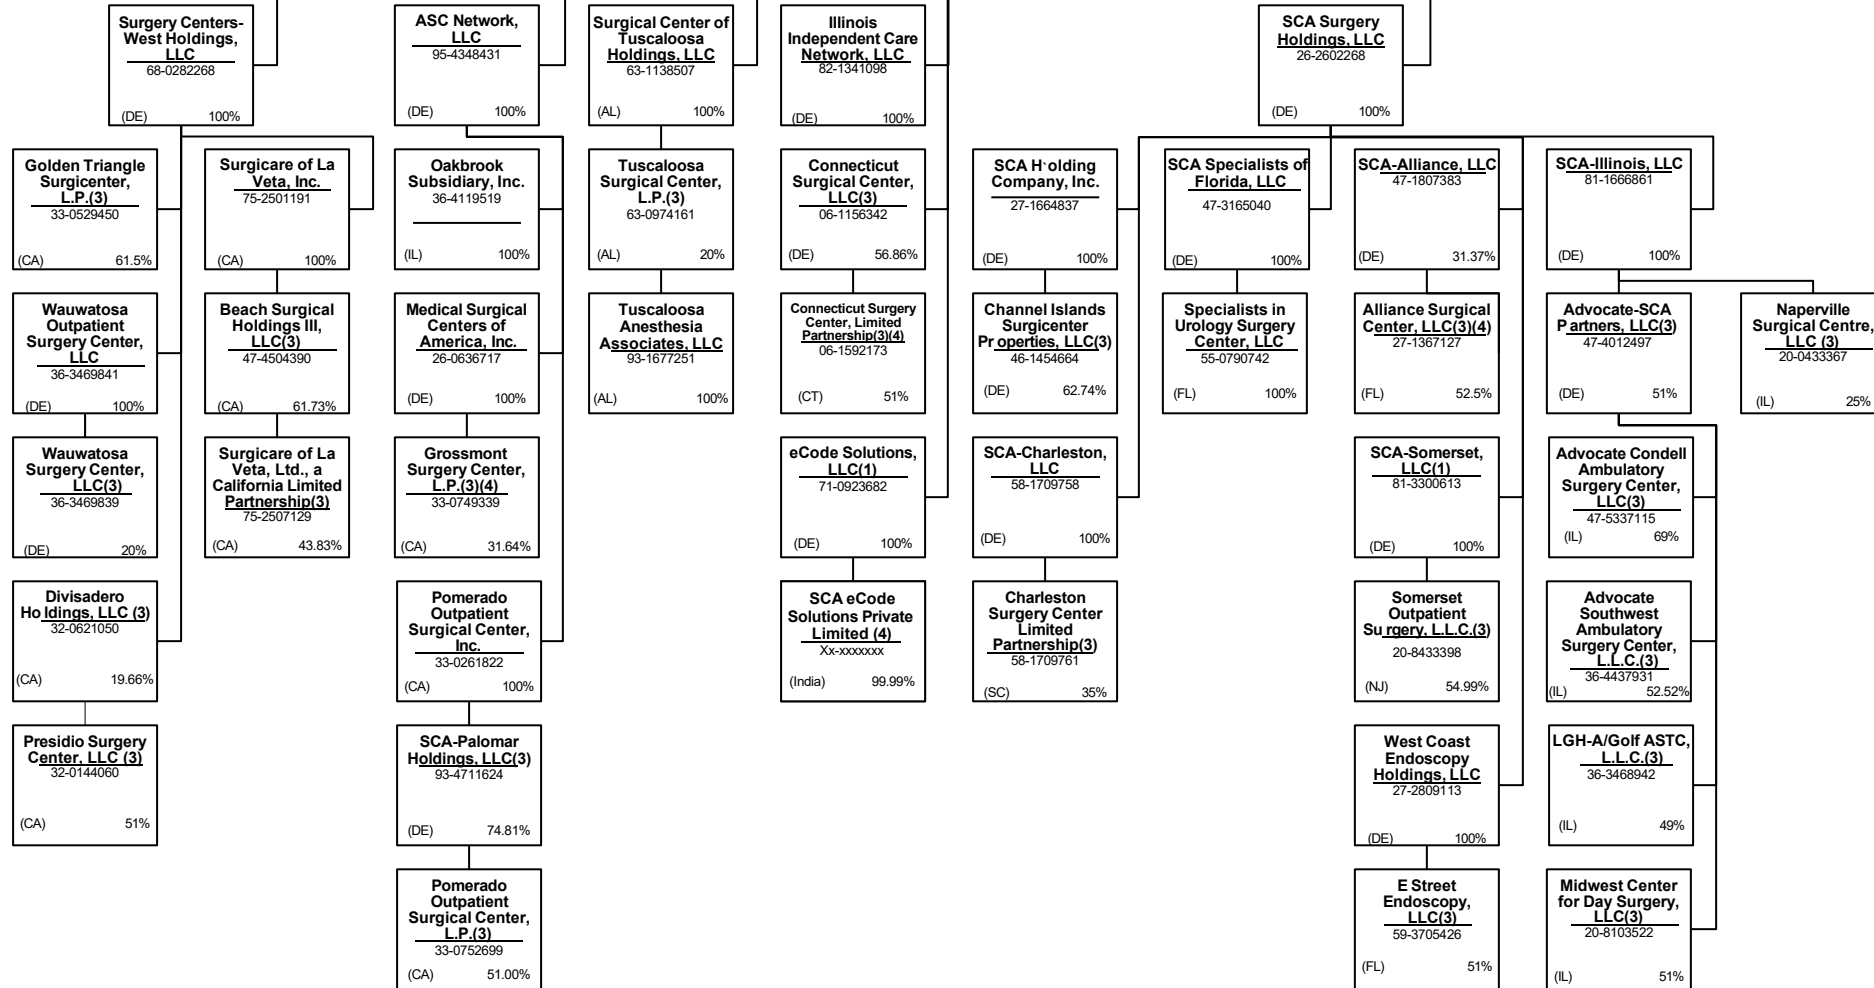 Surgery Centers-
West Holdings,
LLC
68-0282268
(DE) 100%
ASC Network,
LLC
95-4348431
(DE) 100%
Surgical Center of
Tuscaloosa
Holdings, LLC
63-1138507
(AL) 100%
Illinois
Independent Care
Network, LLC
82-1341098
(DE) 100%
SCA Surgery
Holdings, LLC
26-2602268
(DE) 100%
Golden Triangle
Surgicenter,
L.P.(3)
33-0529450
(CA) 61.5%
Surgicare of La
Veta, Inc.
75-2501191
(CA) 100%
Oakbrook
Subsidiary, Inc.
36-4119519
(IL) 100%
Tuscaloosa
Surgical Center,
L.P.(3)
63-0974161
(AL) 20%
Connecticut
Surgical Center,
LLC(3)
06-1156342
(DE) 56.86%
SCA Holding
Company, Inc.
27-1664837
(DE) 100%
SCA Specialists of
Florida, LLC
47-3165040
(DE) 100%
SCA-Alliance, LLC
47-1807383
(DE) 31.37%
SCA-Illinois, LLC
81-1666861
(DE) 100%
Wauwatosa
Outpatient
Surgery Center,
LLC
36-3469841
(DE) 100%
Beach Surgical
Holdings III,
LLC(3)
47-4504390
(CA) 61.73%
Medical Surgical
Centers of
America, Inc.
26-0636717
(DE) 100%
Tuscaloosa
Anesthesia
Associates, LLC
93-1677251
(AL) 100%
Connecticut Surgery
Center, Limited
Partnership(3)(4)
06-1592173
(CT) 51%
Channel Islands
Surgicenter
Properties, LLC(3)
46-1454664
(DE) 62.74%
Specialists in
Urology Surgery
Center, LLC
55-0790742
(FL) 100%
Alliance Surgical
Center, LLC(3)(4)
27-1367127
(FL) 52.5%
Advocate-SCA
Partners, LLC(3)
47-4012497
(DE) 51%
Naperville
Surgical Centre,
LLC (3)
20-0433367
(IL) 25%
Wauwatosa
Surgery Center,
LLC(3)
36-3469839
(DE) 20%
Surgicare of La
Veta, Ltd., a
California Limited
Partnership(3)
75-2507129
(CA) 43.83%
Grossmont
Surgery Center,
L.P.(3)(4)
33-0749339
(CA) 31.64%
eCode Solutions,
LLC(1)
71-0923682
(DE) 100%
SCA-Charleston,
LLC
58-1709758
(DE) 100%
SCA-Somerset,
LLC(1)
81-3300613
(DE) 100%
Advocate Condell
Ambulatory
Surgery Center,
LLC(3)
47-5337115
(IL) 69%
Divisadero
Holdings, LLC (3)
32-0621050
(CA) 19.66%
Pomerado
Outpatient
Surgical Center,
Inc.
33-0261822
(CA) 100%
SCA eCode
Solutions Private
Limited (4)
Xx-xxxxxxx
(India) 99.99%
Charleston
Surgery Center
Limited
Partnership(3)
58-1709761
(SC) 35%
Somerset
Outpatient
Surgery, L.L.C.(3)
20-8433398
(NJ) 54.99%
Advocate
Southwest
Ambulatory
Surgery Center,
L.L.C.(3)
36-4437931
(IL) 52.52%
Presidio Surgery
Center, LLC (3)
32-0144060
(CA) 51%
SCA-Palomar
Holdings, LLC(3)
93-4711624
(DE) 74.81%
West Coast
Endoscopy
Holdings, LLC
27-2809113
(DE) 100%
LGH-A/Golf ASTC,
L.L.C.(3)
36-3468942
(IL) 49%
Pomerado
Outpatient
Surgical Center,
L.P.(3)
33-0752699
(CA) 51.00%
E Street
Endoscopy,
LLC(3)
59-3705426
(FL) 51%
Midwest Center
for Day Surgery,
LLC(3)
20-8103522
(IL) 51%